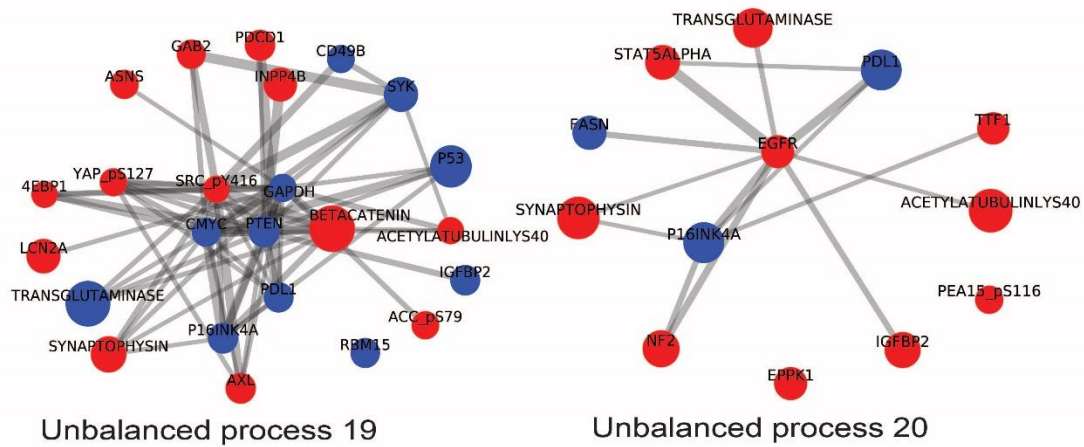 GAB2
PDCD1
CD49B
ASNS
INPP4B
SYK
P53
YAP_pS127
4EBP1
SRC_pY416
GAPDH
CMYC
PTEN
BETACATENIN
ACETYLATUBULINLYS40
LCN2A
IGFBP2
TRANSGLUTAMINASE
PDL1
ACC_pS79
P16INK4A
RBM15
SYNAPTOPHYSIN
AXL
Unbalanced process 19
TRANSGLUTAMINASE
STAT5ALPHA
PDL1
FASN
TTF1
EGFR
SYNAPTOPHYSIN
ACETYLATUBULINLYS40
P16INK4A
PEA15_pS116
NF2
IGFBP2
EPPK1
Unbalanced process 20